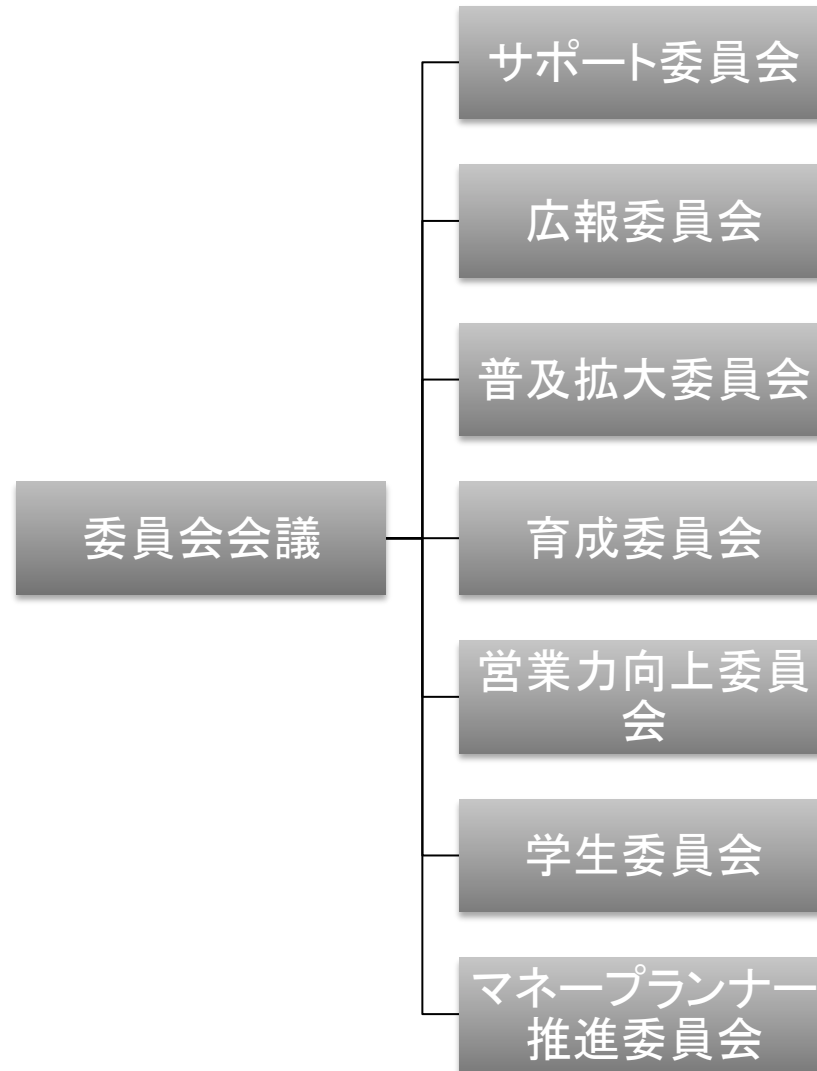 サポート委員会
広報委員会
普及拡大委員会
委員会会議
育成委員会
営業力向上委員
会
学生委員会
マネープランナー
推進委員会